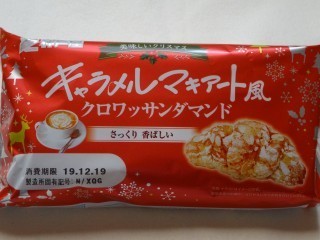 美味しいクリスマス
キャラメルマキアート風
クロワッサンダマンド
さっくり 香ばしい
消費期限 19.12.19
製造所固有記号: N/XOG